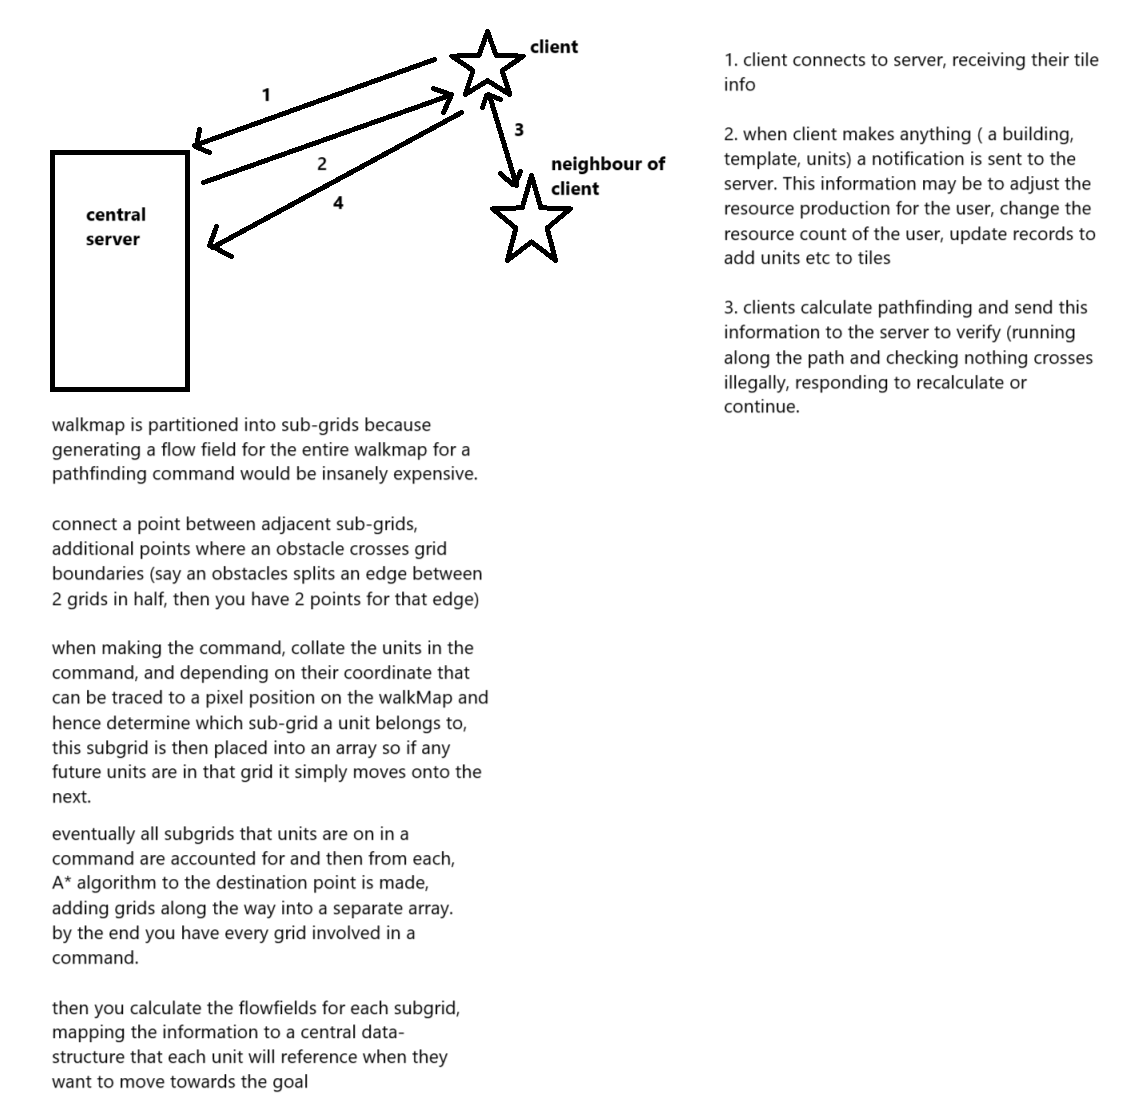 client
1
3
2
neighbour of
client
4
central
server
1. client connects to server, receiving their tile
info
2. when client makes anything ( a building,
template, units) a notification is sent to the
server. This information may be to adjust the
resource production for the user, change the
resource count of the user, update records to
add units etc to tiles
3. clients calculate pathfinding and send this
information to the server to verify (running
along the path and checking nothing crosses
illegally, responding to recalculate or
continue.
walkmap is partitioned into sub-grids because
generating a flow field for the entire walkmap for a
pathfinding command would be insanely expensive.
connect a point between adjacent sub-grids,
additional points where an obstacle crosses grid
boundaries (say an obstacles splits an edge between
2 grids in half, then you have 2 points for that edge)
when making the command, collate the units in the
command, and depending on their coordinate that
can be traced to a pixel position on the walkMap and
hence determine which sub-grid a unit belongs to,
this subgrid is then placed into an array so if any
future units are in that grid it simply moves onto the
next.
eventually all subgrids that units are on in a
command are accounted for and then from each,
A* algorithm to the destination point is made,
adding grids along the way into a separate array.
by the end you have every grid involved in a
command.
then you calculate the flowfields for each subgrid,
mapping the information to a central data-
structure that each unit will reference when they
want to move towards the goal